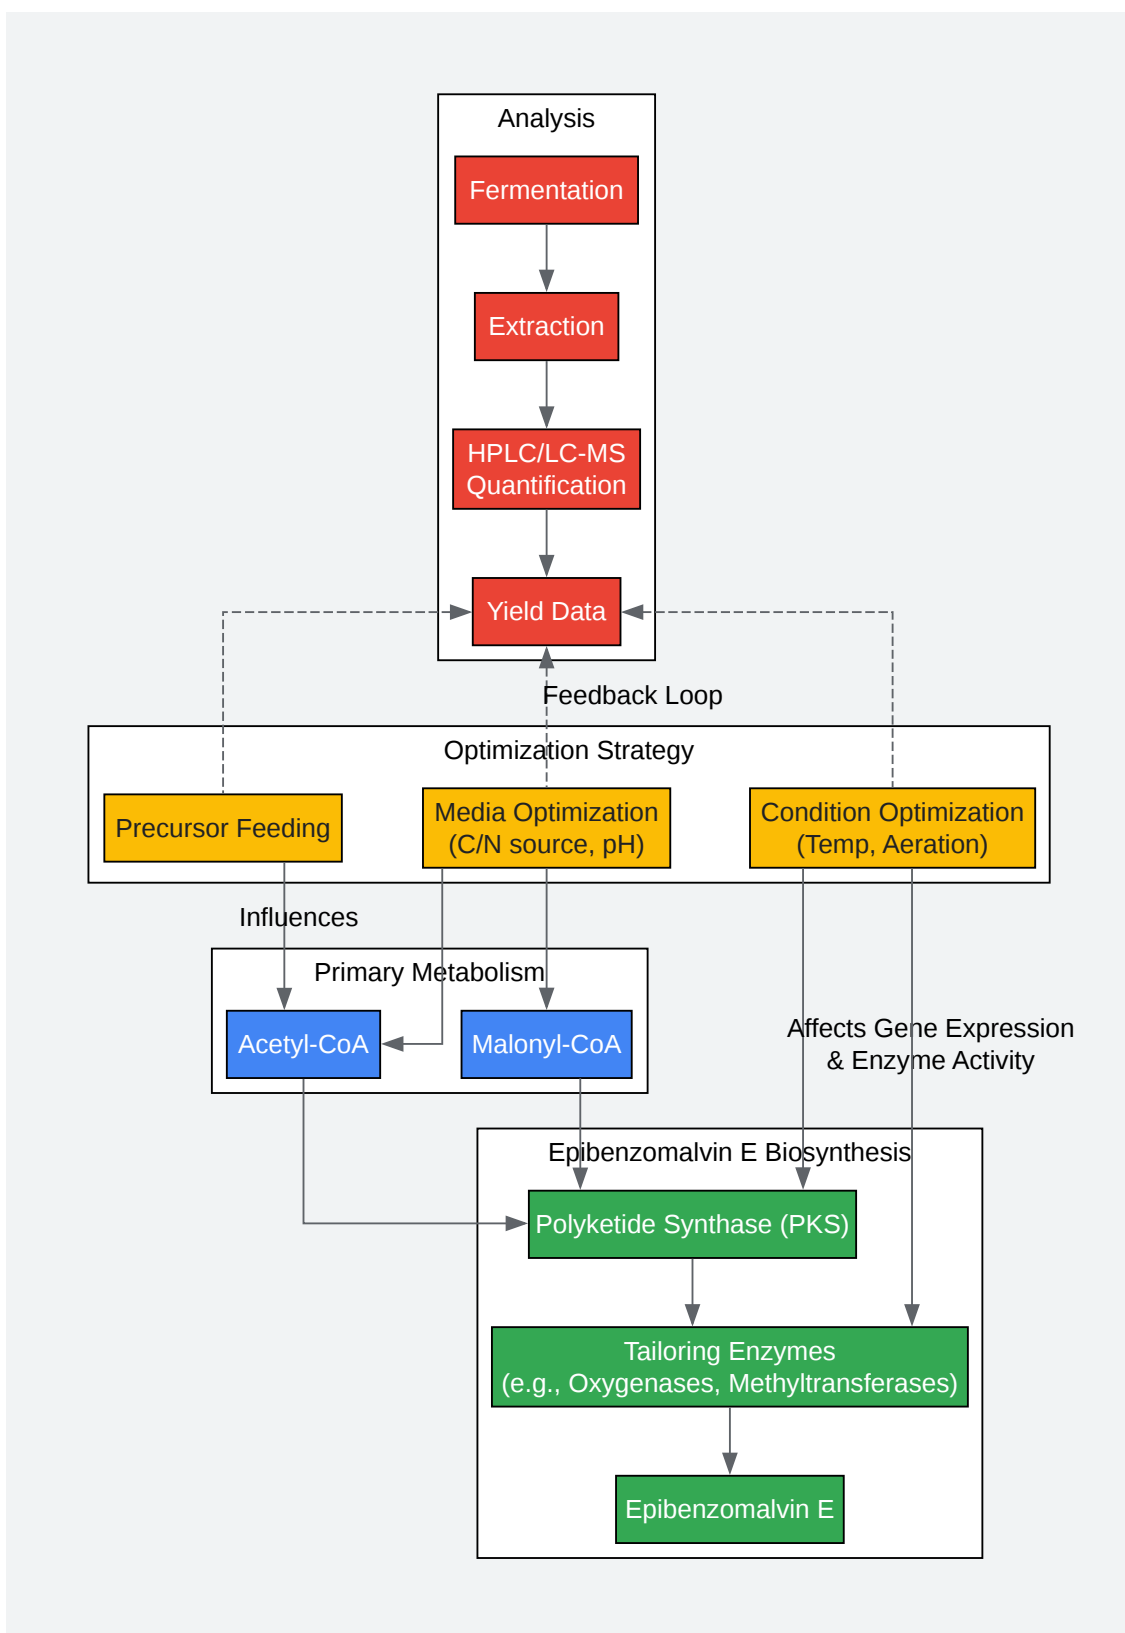 Analysis
Fermentation
Extraction
HPLC/LC-MS
Quantification
Yield Data
Feedback Loop
Optimization Strategy
Precursor Feeding
Media Optimization
(C/N source, pH)
Condition Optimization
(Temp, Aeration)
Influences
Primary Metabolism
Acetyl-CoA
Malonyl-CoA
Affects Gene Expression
& Enzyme Activity
Epibenzomalvin E Biosynthesis
Polyketide Synthase (PKS)
Tailoring Enzymes
(e.g., Oxygenases, Methyltransferases)
Epibenzomalvin E